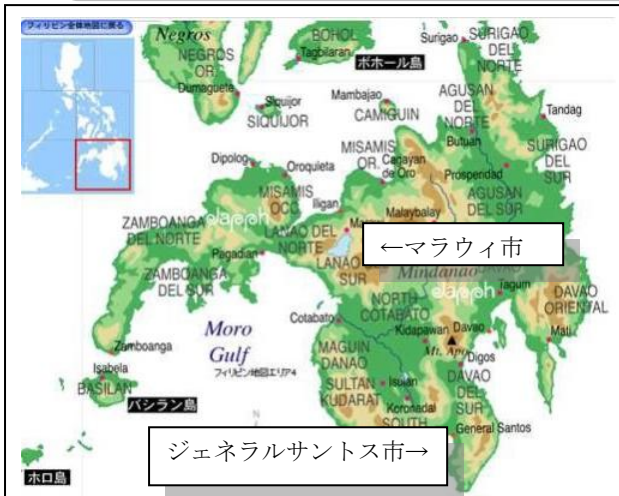 フィリピン全体地図に戻る
Negros
NEGROS
OR.
BOHOL
Tagbilaran
ボホール島
Surigao
SURIGAO
DEL
NORTE
Dumaguete
Siquijor
SIQUIJOR
Mambajao
CAMIGUIN
AGUSAN
DEL
NORTE
Tandag
MISAMIS
OR.
Butuan
SURIGAO
DEL
SUR
Dipolog
Oroquieta
Cagayan
de Oro
Prosperidad
MISAMIS
OCC
Iligan
Malaybalay
AGUSAN
DEL SUR
ZAMBOANGA
DEL NORTE
LANAO DEL
NORTE
←マラウィ市
Pagadian
LANAO
SUR
Mindanao
ZAMBOANGA
DEL SUR
Tagum
DAVAO
ORIENTAL
NORTH
COTABATO
Cotabato
Moro
Gulf
フィリピン地図エリア4
Kidapawan
Davao
Mati
Mt. Apo
Digos
Zamboanga
MAGUIN
DANAO
Isabela
BASILAN
バシラン島
SULTAN
KUDARAT
Isulan
DAVAO
DEL
SUR
Koronadal
SOUTH
N
General Santos
ジェネラルサントス市→
ホロ島